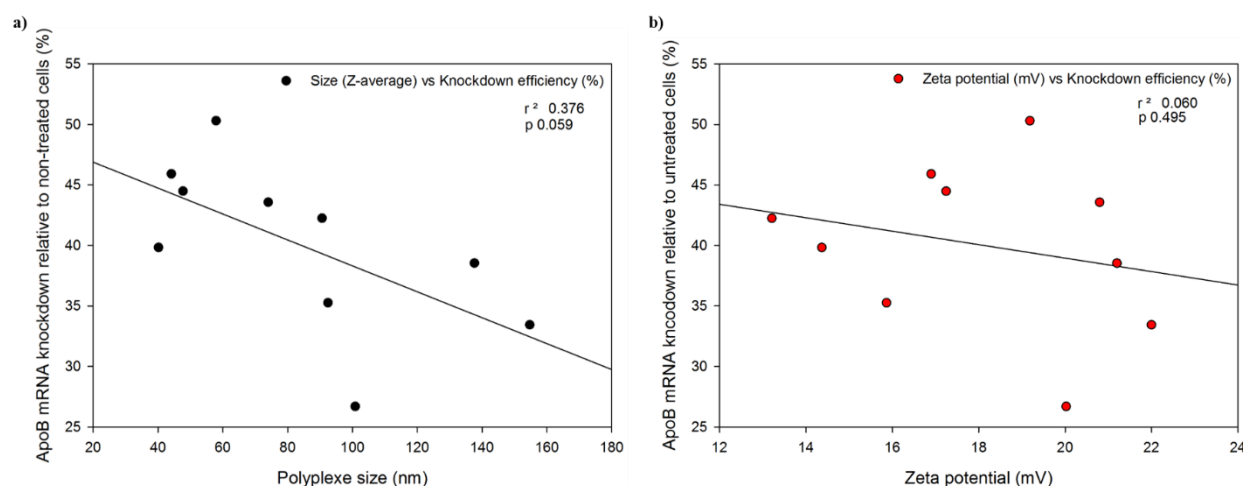 a)
ApoB mRNA knockdown relative to non-treated cells (%)
55
50
45
40
35
30
25
Size (Z-average) vs Knockdown efficiency (%)
r ² 0.376
p 0.059
20 40 60 80 100 120 140 160 180
Polyplexe size (nm)
b)
ApoB mRNA kncodown relative to untreated cells (%)
55
50
45
40
35
30
25
Zeta potential (mV) vs Knockdown efficiency (%)
r ² 0.060
p 0.495
12 14 16 18 20 22 24
Zeta potential (mV)